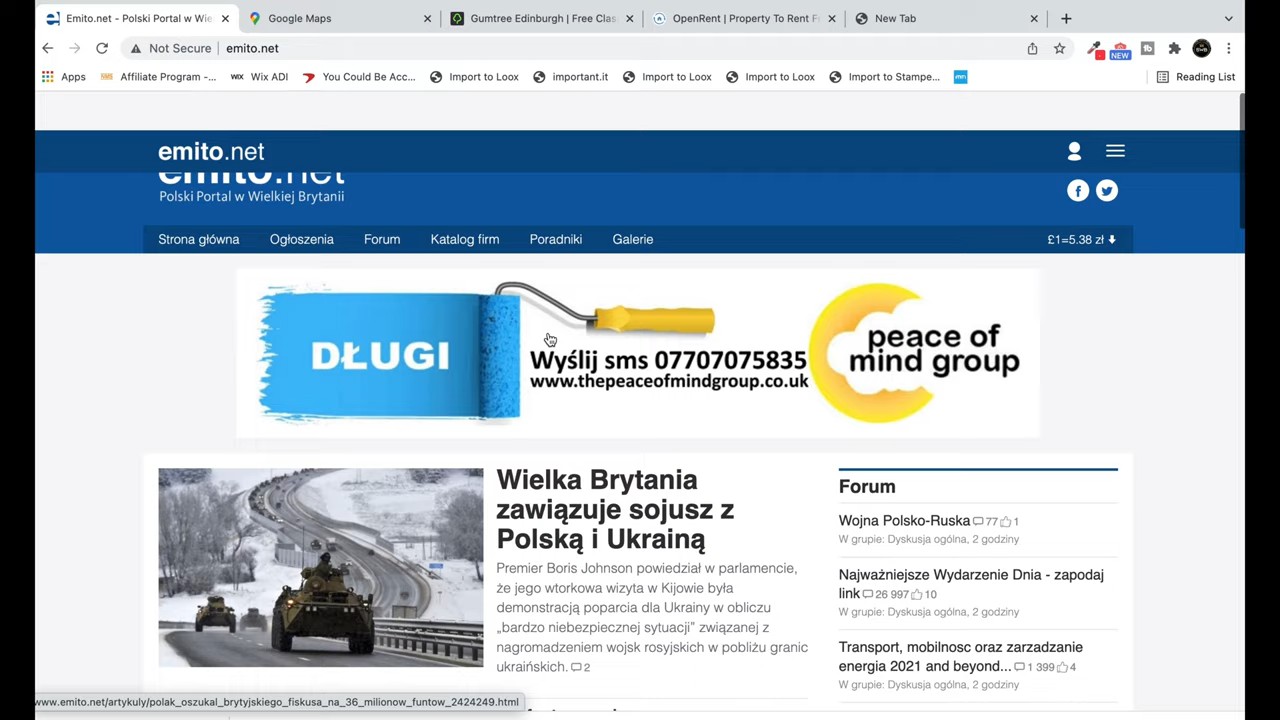 Emito.net - Polski Portal w Wie
Google Maps
Gumtree Edinburgh | Free Clas
OpenRent | Property To Rent F
New Tab
Not Secure
emito.net
NEW
Apps
Affiliate Program -...
WIX Wix ADI
You Could Be Acc...
Import to Loox
important.it
Import to Loox
Import to Loox
Import to Stampe...
Reading List
emito.net
emito.net
Polski Portal w Wielkiej Brytanii
Strona główna
Ogłoszenia
Forum
Katalog firm
Poradniki
Galerie
£1=5.38 zł
DŁUGI
Wyślij sms 07707075835
www.thepeaceofmindgroup.co.uk
peace of
mind group
Wielka Brytania
zawiązuje sojusz z
Polską i Ukrainą
Premier Boris Johnson powiedział w parlamencie,
że jego wtorkowa wizyta w Kijowie była
demonstracją poparcia dla Ukrainy w obliczu
„bardzo niebezpiecznej sytuacji” związanej z
nagromadzeniem wojsk rosyjskich w pobliżu granic
ukraińskich. 2
Forum
Wojna Polsko-Ruska 77 1
W grupie: Dyskusja ogólna, 2 godziny
Najważniejsze Wydarzenie Dnia - zapodaj
link 26 997 10
W grupie: Dyskusja ogólna, 2 godziny
Transport, mobilnosc oraz zarzadzanie
energia 2021 and beyond... 1 399 4
W grupie: Dyskusja ogólna, 2 godziny
www.emito.net/artykuly/polak_oszukal_brytyjskiego_fiskusa_na_36_milionow_funtow_2424249.html